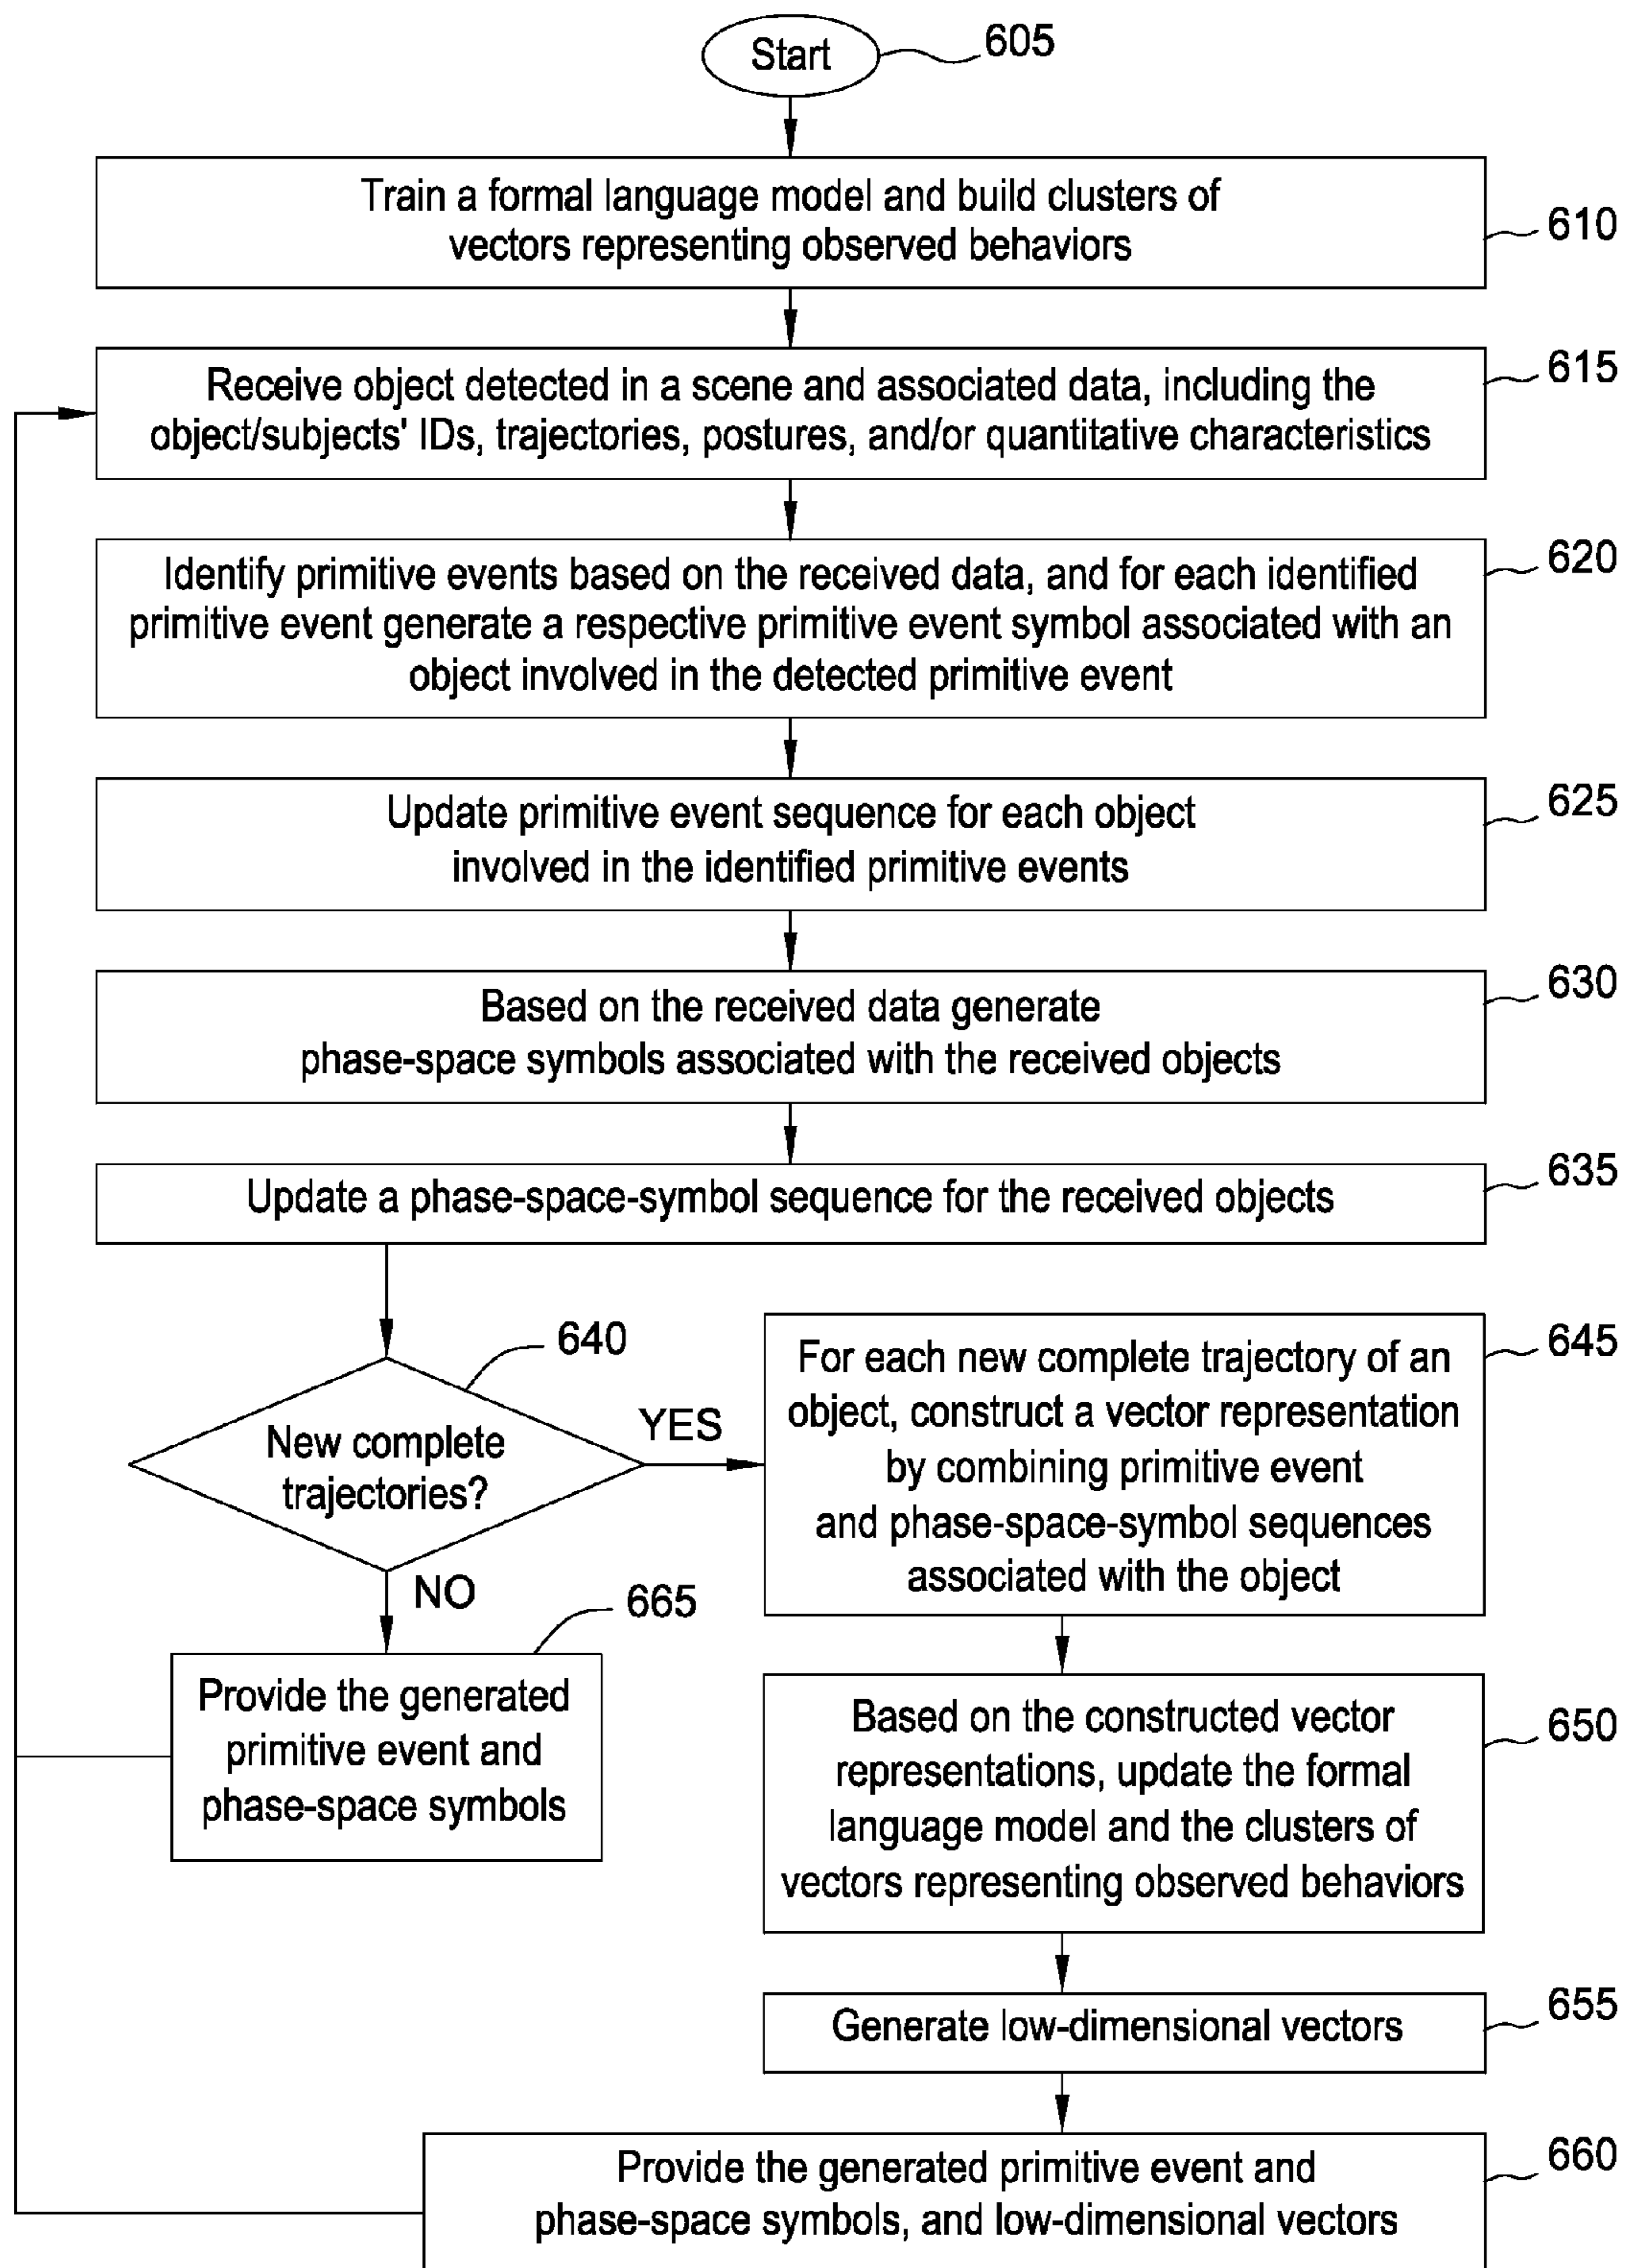 Start
605
Train a formal language model and build clusters of
vectors representing observed behaviors
610
Receive object detected in a scene and associated data, including the
object/subjects' IDs, trajectories, postures, and/or quantitative characteristics
615
Identify primitive events based on the received data, and for each identified
primitive event generate a respective primitive event symbol associated with an
object involved in the detected primitive event
620
Update primitive event sequence for each object
involved in the identified primitive events
625
Based on the received data generate
phase-space symbols associated with the received objects
630
Update a phase-space-symbol sequence for the received objects
635
640
New complete
trajectories?
YES
NO
For each new complete trajectory of an
object, construct a vector representation
by combining primitive event
and phase-space-symbol sequences
associated with the object
645
665
Provide the generated
primitive event and
phase-space symbols
Based on the constructed vector
representations, update the formal
language model and the clusters of
vectors representing observed behaviors
650
Generate low-dimensional vectors
655
Provide the generated primitive event and
phase-space symbols, and low-dimensional vectors
660